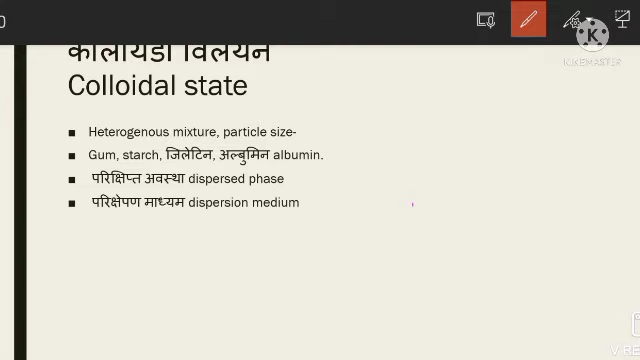 कोलायडी विलयन
Colloidal state
Heterogenous mixture, particle size-
Gum, starch, जिलेटिन, अल्बुमिन albumin.
परिक्षिप्त अवस्था dispersed phase
परिक्षेपण माध्यम dispersion medium
KINEMASTER
V RE